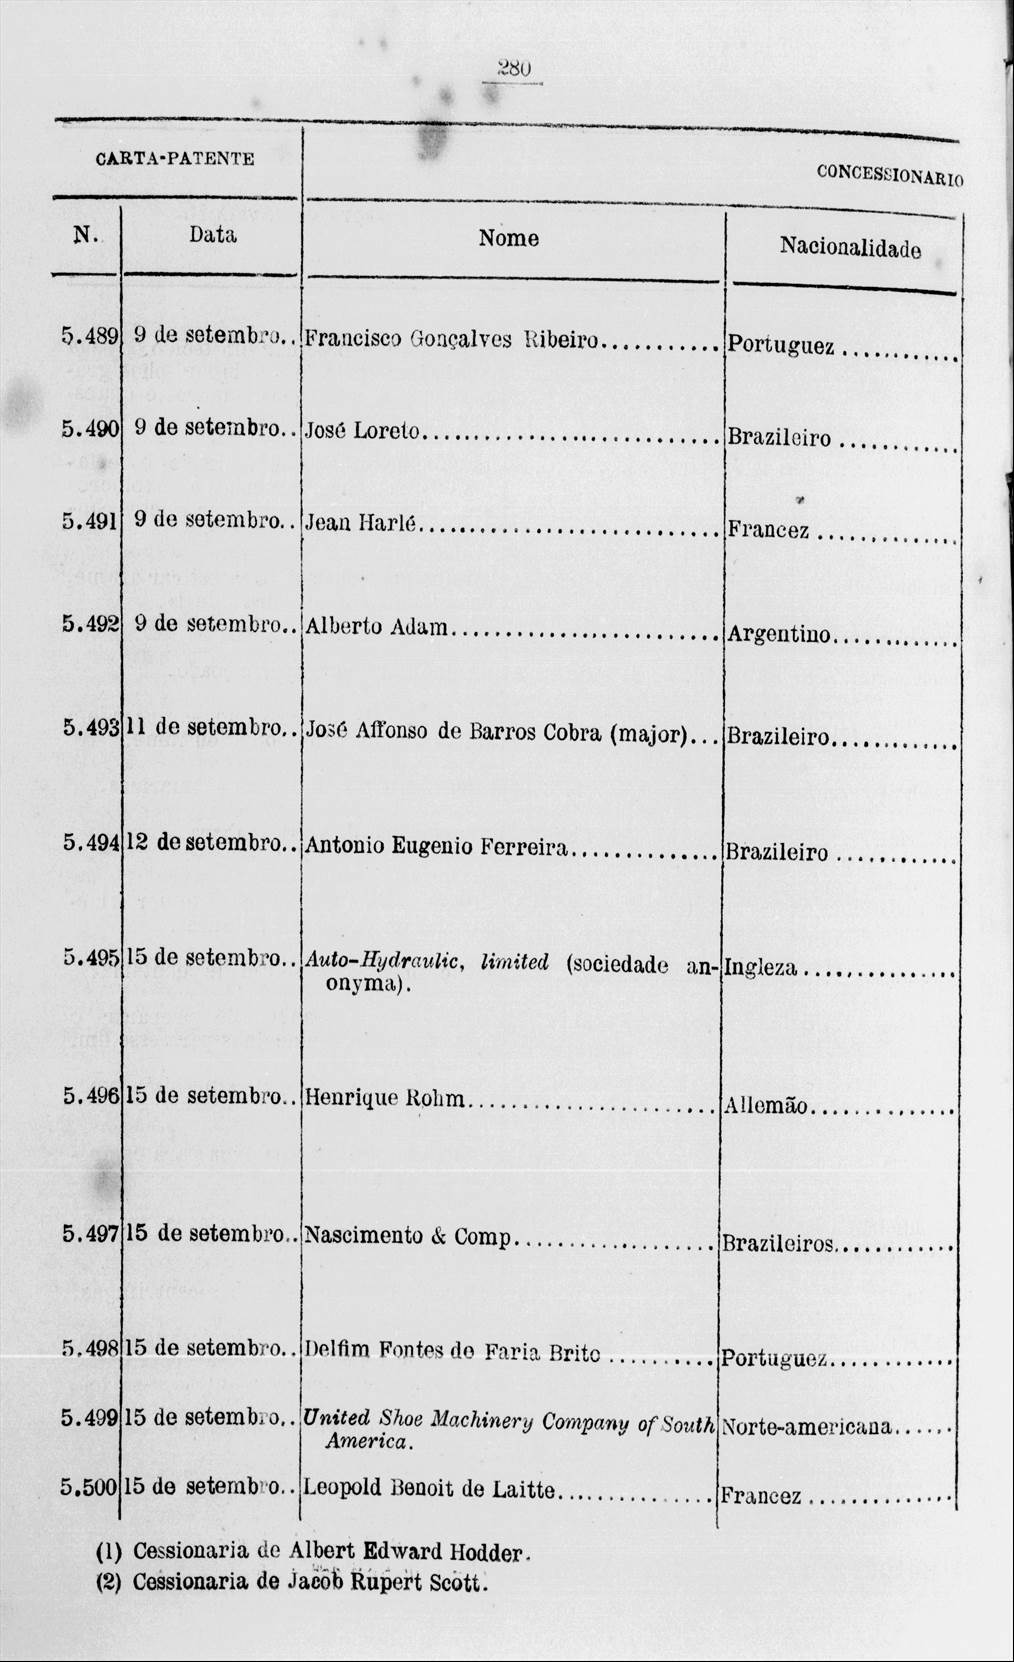 280
CARTA-PATENTE CONCESSIONARIO
N. Data Nome Nacionalidade
5.489 9 de setembro.. Francisco Gonçalves Ribeiro........... Portuguez ............
5.490 9 de setembro.. José Loreto............................ Brazileiro ............
5.491 9 de setembro.. Jean Harlé............................. Francez ..............
5.492 9 de setembro.. Alberto Adam.......................... Argentino.............
5.493 11 de setembro.. José Affonso de Barros Cobra (major)... Brazileiro.............
5.494 12 de setembro.. Antonio Eugenio Ferreira.............. Brazileiro ............
5.495 15 de setembro.. Auto-Hydraulic, limited (sociedade an- Ingleza ...............
onyma).
5.496 15 de setembro.. Henrique Rohm........................ Allemão..............
5.497 15 de setembro.. Nascimento & Comp................... Brazileiros............
5.498 15 de setembro.. Delfim Fontes de Faria Brito .......... Portuguez............
5.499 15 de setembro.. United Shoe Machinery Company of South Norte-americana......
America.
5.500 15 de setembro.. Leopold Benoit de Laitte............... Francez ..............
(1) Cessionaria de Albert Edward Hodder.
(2) Cessionaria de Jacob Rupert Scott.